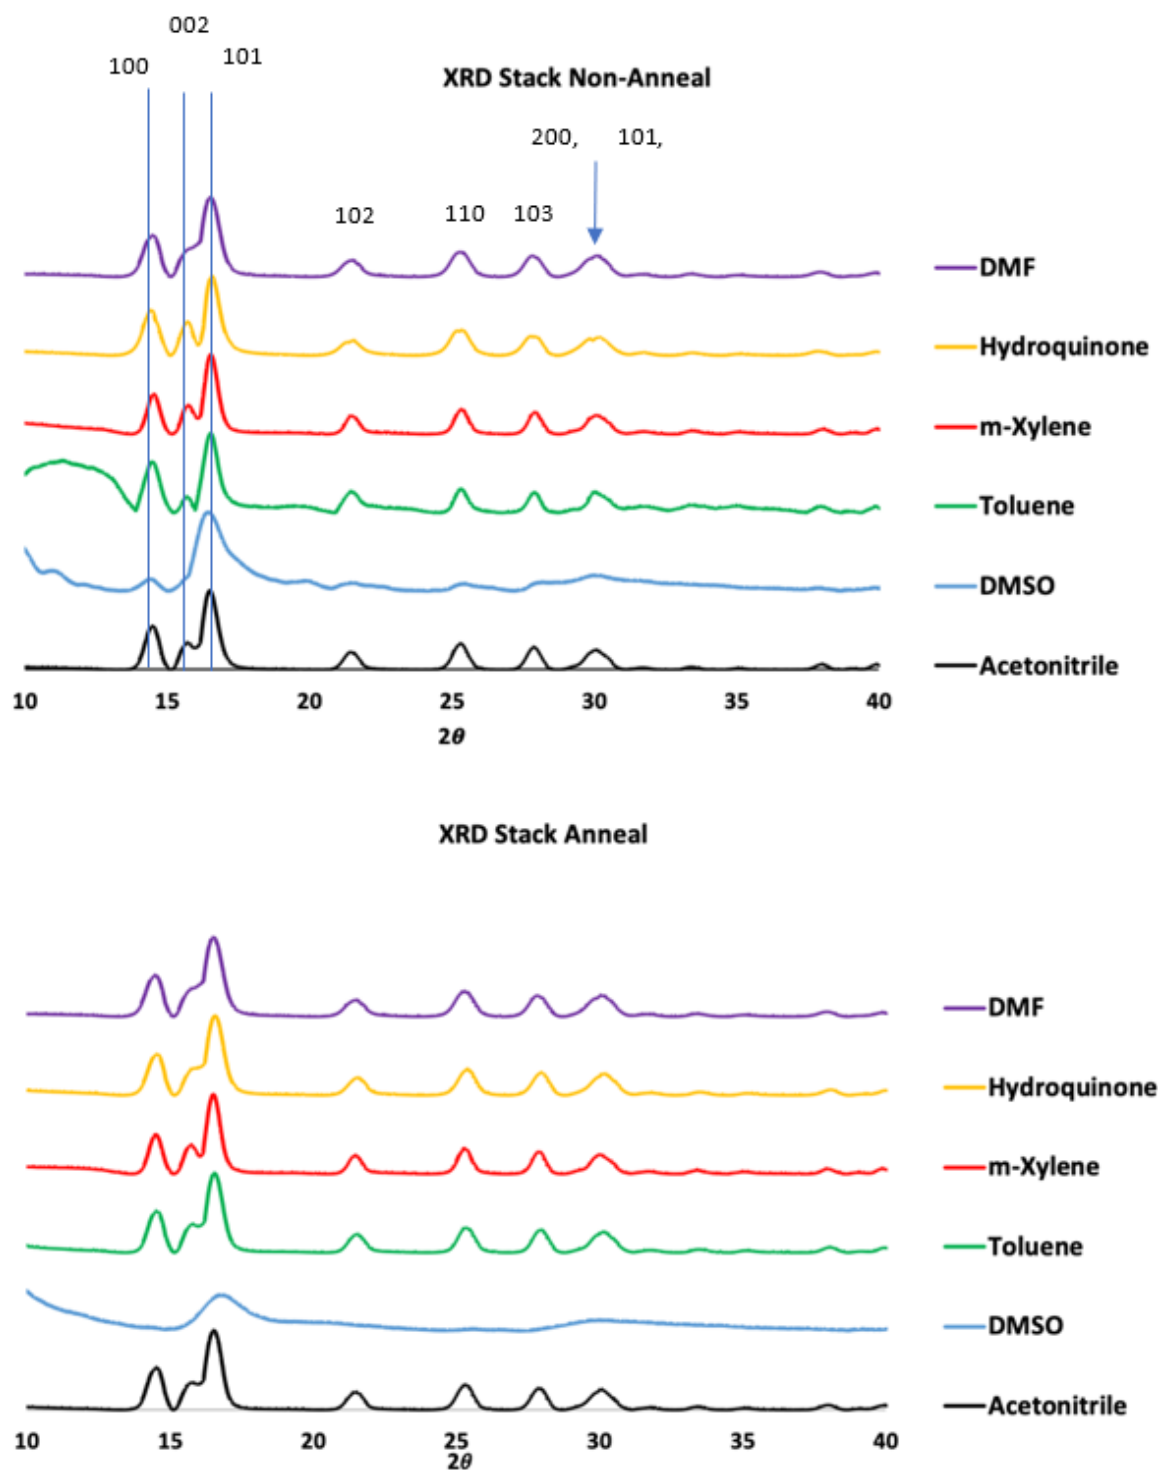 002
100
101
XRD Stack Non-Anneal
200, 101,
102 110 103
DMF
Hydroquinone
m-Xylene
Toluene
DMSO
Acetonitrile
10 15 20 25 30 35 40
2θ
XRD Stack Anneal
DMF
Hydroquinone
m-Xylene
Toluene
DMSO
Acetonitrile
10 15 20 25 30 35 40
2θ